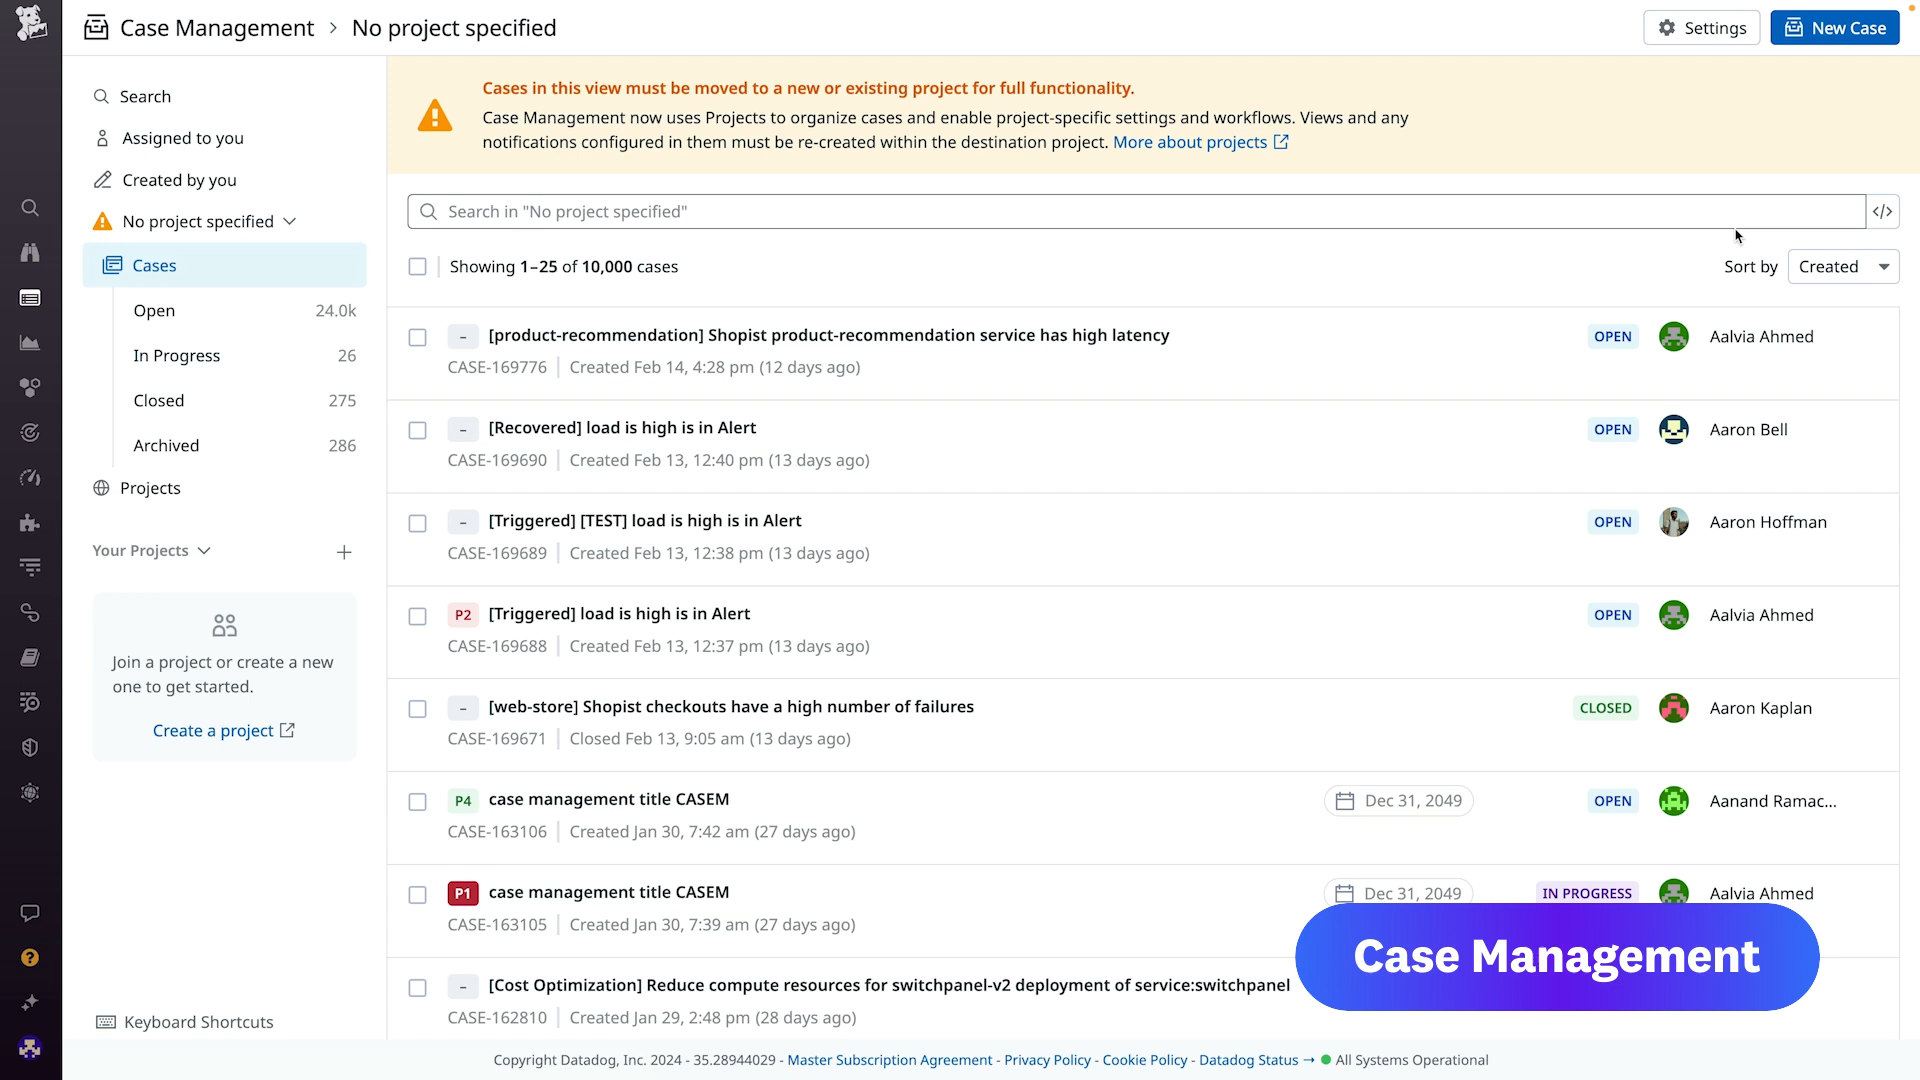 Case Management > No project specified
Settings
New Case
Search
Assigned to you
Created by you
No project specified
Cases
Open 24.0k
In Progress 26
Closed 275
Archived 286
Projects
Your Projects
Join a project or create a new
one to get started.
Create a project
Keyboard Shortcuts
Cases in this view must be moved to a new or existing project for full functionality.
Case Management now uses Projects to organize cases and enable project-specific settings and workflows. Views and any
notifications configured in them must be re-created within the destination project. More about projects
Search in "No project specified"
</>
Showing 1–25 of 10,000 cases
Sort by Created
– [product-recommendation] Shopist product-recommendation service has high latency OPEN Aalvia Ahmed
CASE-169776 Created Feb 14, 4:28 pm (12 days ago)
– [Recovered] load is high is in Alert OPEN Aaron Bell
CASE-169690 Created Feb 13, 12:40 pm (13 days ago)
– [Triggered] [TEST] load is high is in Alert OPEN Aaron Hoffman
CASE-169689 Created Feb 13, 12:38 pm (13 days ago)
P2 [Triggered] load is high is in Alert OPEN Aalvia Ahmed
CASE-169688 Created Feb 13, 12:37 pm (13 days ago)
– [web-store] Shopist checkouts have a high number of failures CLOSED Aaron Kaplan
CASE-169671 Closed Feb 13, 9:05 am (13 days ago)
P4 case management title CASEM Dec 31, 2049 OPEN Aanand Ramac...
CASE-163106 Created Jan 30, 7:42 am (27 days ago)
P1 case management title CASEM Dec 31, 2049 IN PROGRESS Aalvia Ahmed
CASE-163105 Created Jan 30, 7:39 am (27 days ago)
– [Cost Optimization] Reduce compute resources for switchpanel-v2 deployment of service:switchpanel
CASE-162810 Created Jan 29, 2:48 pm (28 days ago)
Case Management
Copyright Datadog, Inc. 2024 - 35.28944029 - Master Subscription Agreement - Privacy Policy - Cookie Policy - Datadog Status → All Systems Operational